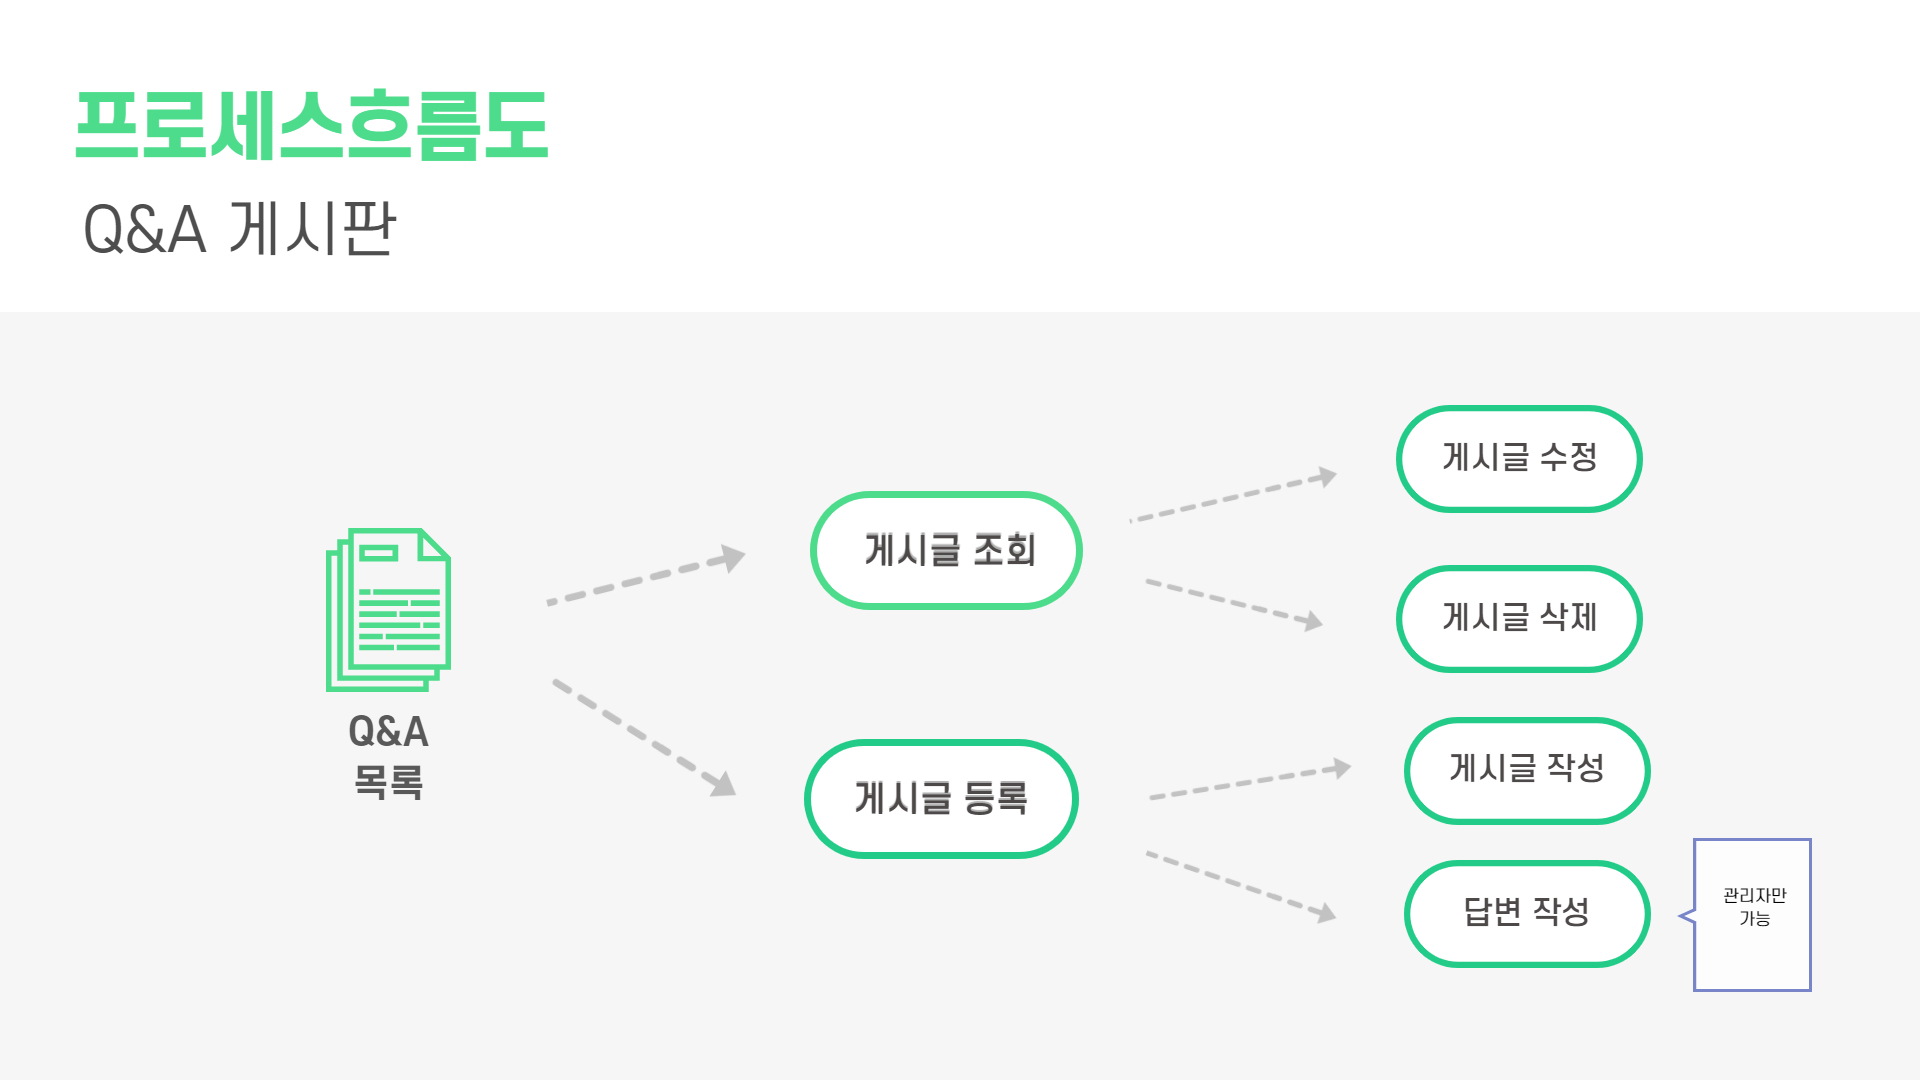 프로세스흐름도
Q&A 게시판
Q&A
목록
게시글 조회
게시글 등록
게시글 수정
게시글 삭제
게시글 작성
답변 작성
관리자만
가능